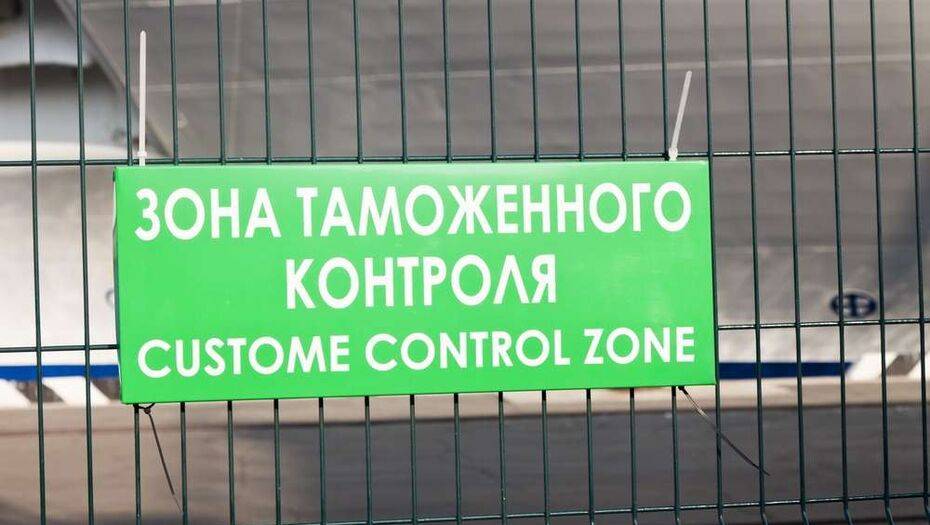 ЗОНА ТАМОЖЕННОГО
КОНТРОЛЯ
CUSTOME CONTROL ZONE